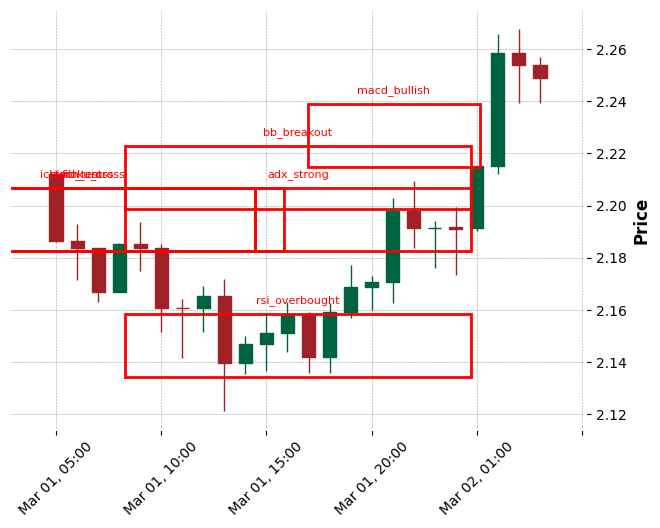 macd_bullish
bb_breakout
adx_strong
rsi_overbought
2.26
2.24
2.22
2.20
2.18
2.16
2.14
2.12
Price
Mar 01, 05:00
Mar 01, 10:00
Mar 01, 15:00
Mar 01, 20:00
Mar 02, 01:00